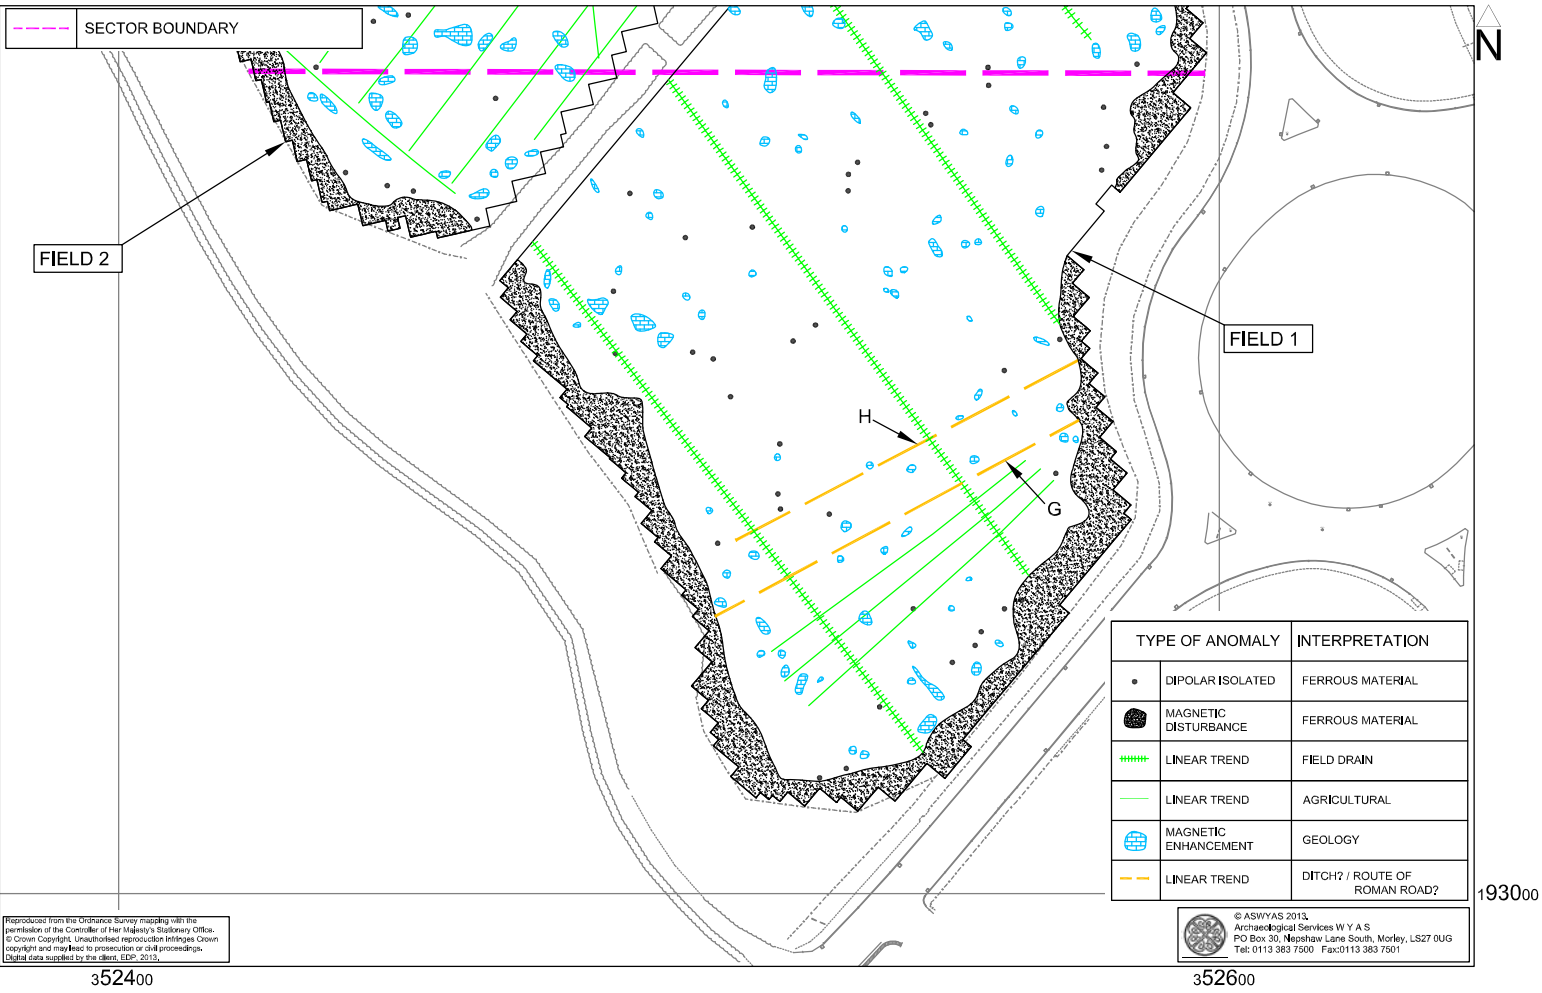 SECTOR BOUNDARY
N
FIELD 2
FIELD 1
H
G
TYPE OF ANOMALY INTERPRETATION
DIPOLAR ISOLATED FERROUS MATERIAL
MAGNETIC
DISTURBANCE FERROUS MATERIAL
LINEAR TREND FIELD DRAIN
LINEAR TREND AGRICULTURAL
MAGNETIC
ENHANCEMENT GEOLOGY
LINEAR TREND DITCH? / ROUTE OF
ROMAN ROAD?
193000
Reproduced from the Ordnance Survey mapping with the
permission of the Controller of Her Majesty's Stationery Office.
© Crown Copyright. Unauthorised reproduction infringes Crown
copyright and may lead to prosecution or civil proceedings.
Digital data supplied by the client, EDP, 2013.
© ASWYAS 2013.
Archaeological Services W Y A S
PO Box 30, Nepshaw Lane South, Morley, LS27 0UG
Tel: 0113 383 7500 Fax:0113 383 7501
352400
352600